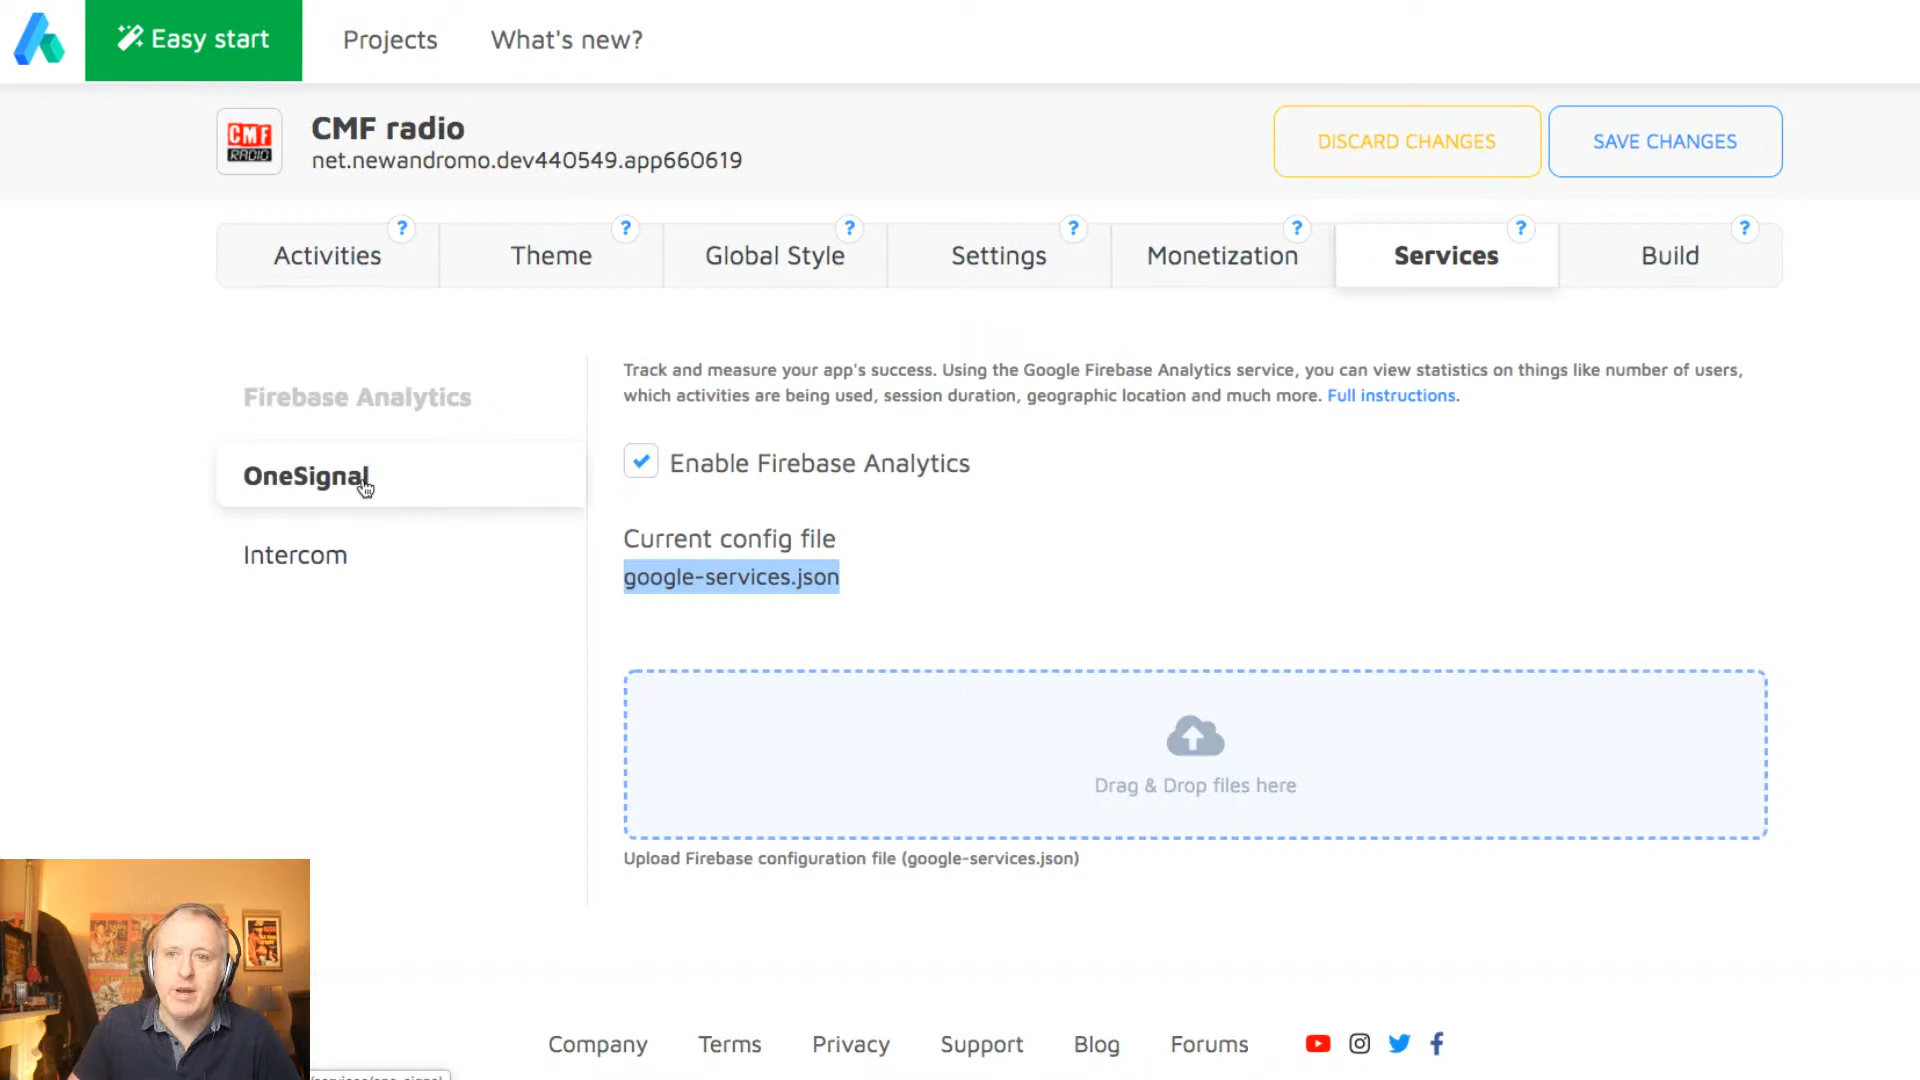 Easy start
Projects
What's new?
CMF
RADIO
CMF radio
net.newandromo.dev440549.app660619
DISCARD CHANGES
SAVE CHANGES
Activities
?
Theme
?
Global Style
?
Settings
?
Monetization
?
Services
?
Build
?
Firebase Analytics
OneSignal
Intercom
Track and measure your app's success. Using the Google Firebase Analytics service, you can view statistics on things like number of users,
which activities are being used, session duration, geographic location and much more. Full instructions.
Enable Firebase Analytics
Current config file
google-services.json
Drag & Drop files here
Upload Firebase configuration file (google-services.json)
Company
Terms
Privacy
Support
Blog
Forums